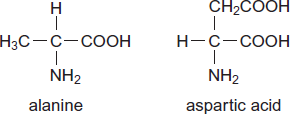 H
H₃C—C—COOH
NH₂
alanine
CH₂COOH
H—C—COOH
NH₂
aspartic acid